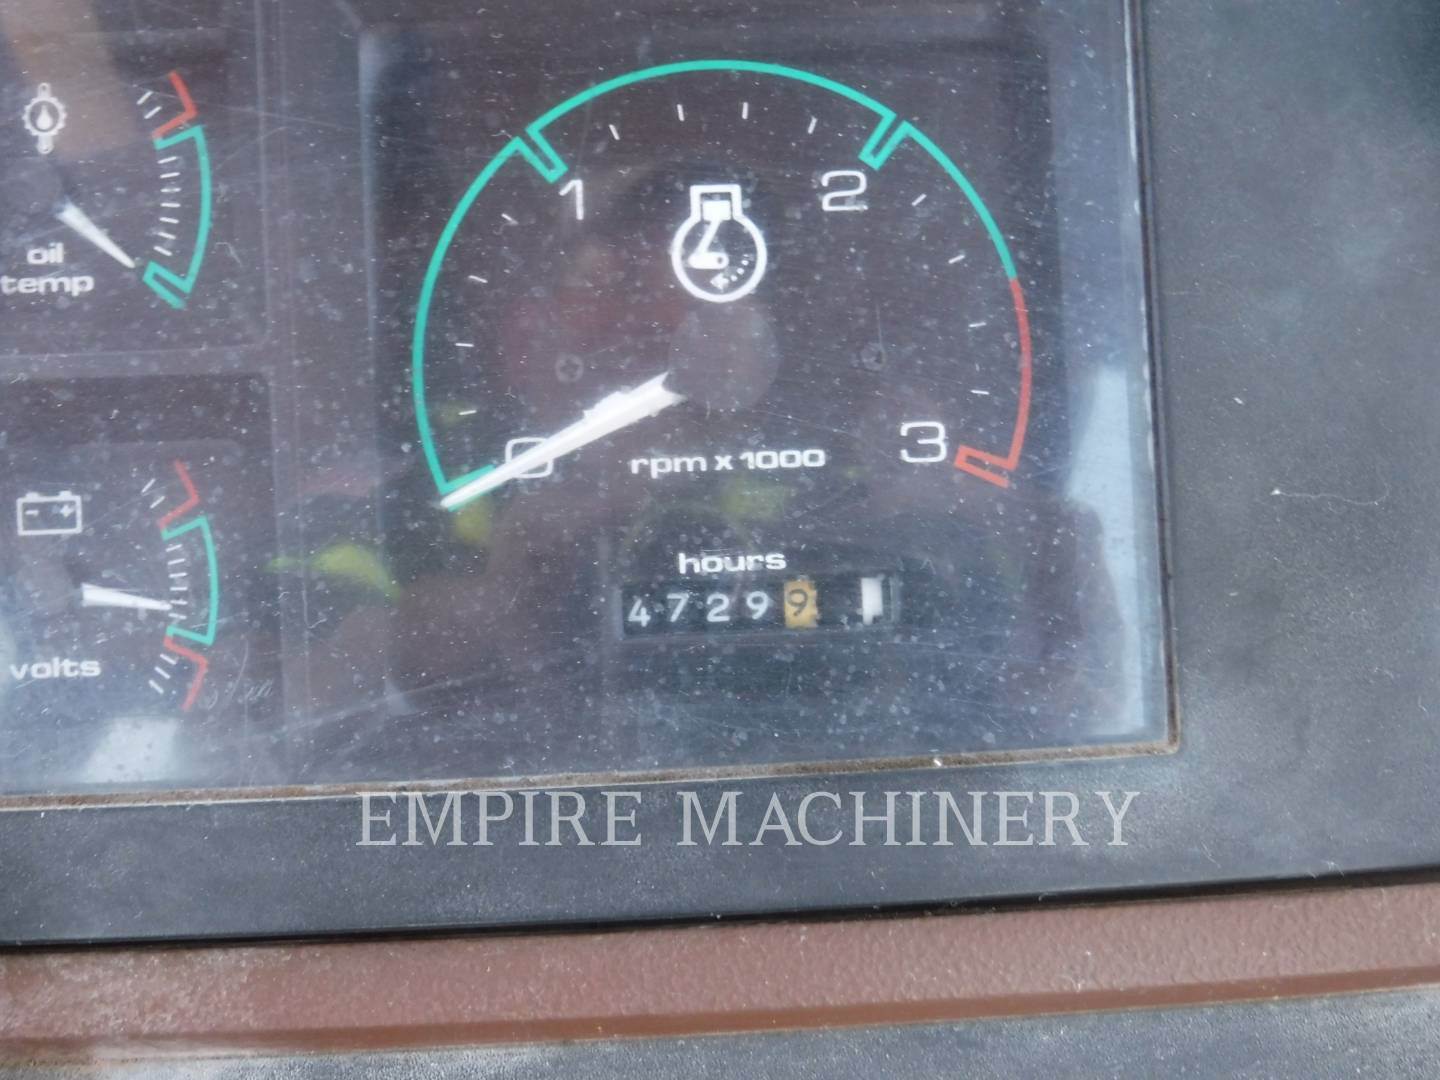 oil
temp
1
2
0
3
rpm x 1000
- +
hours
47299
volts
EMPIRE MACHINERY